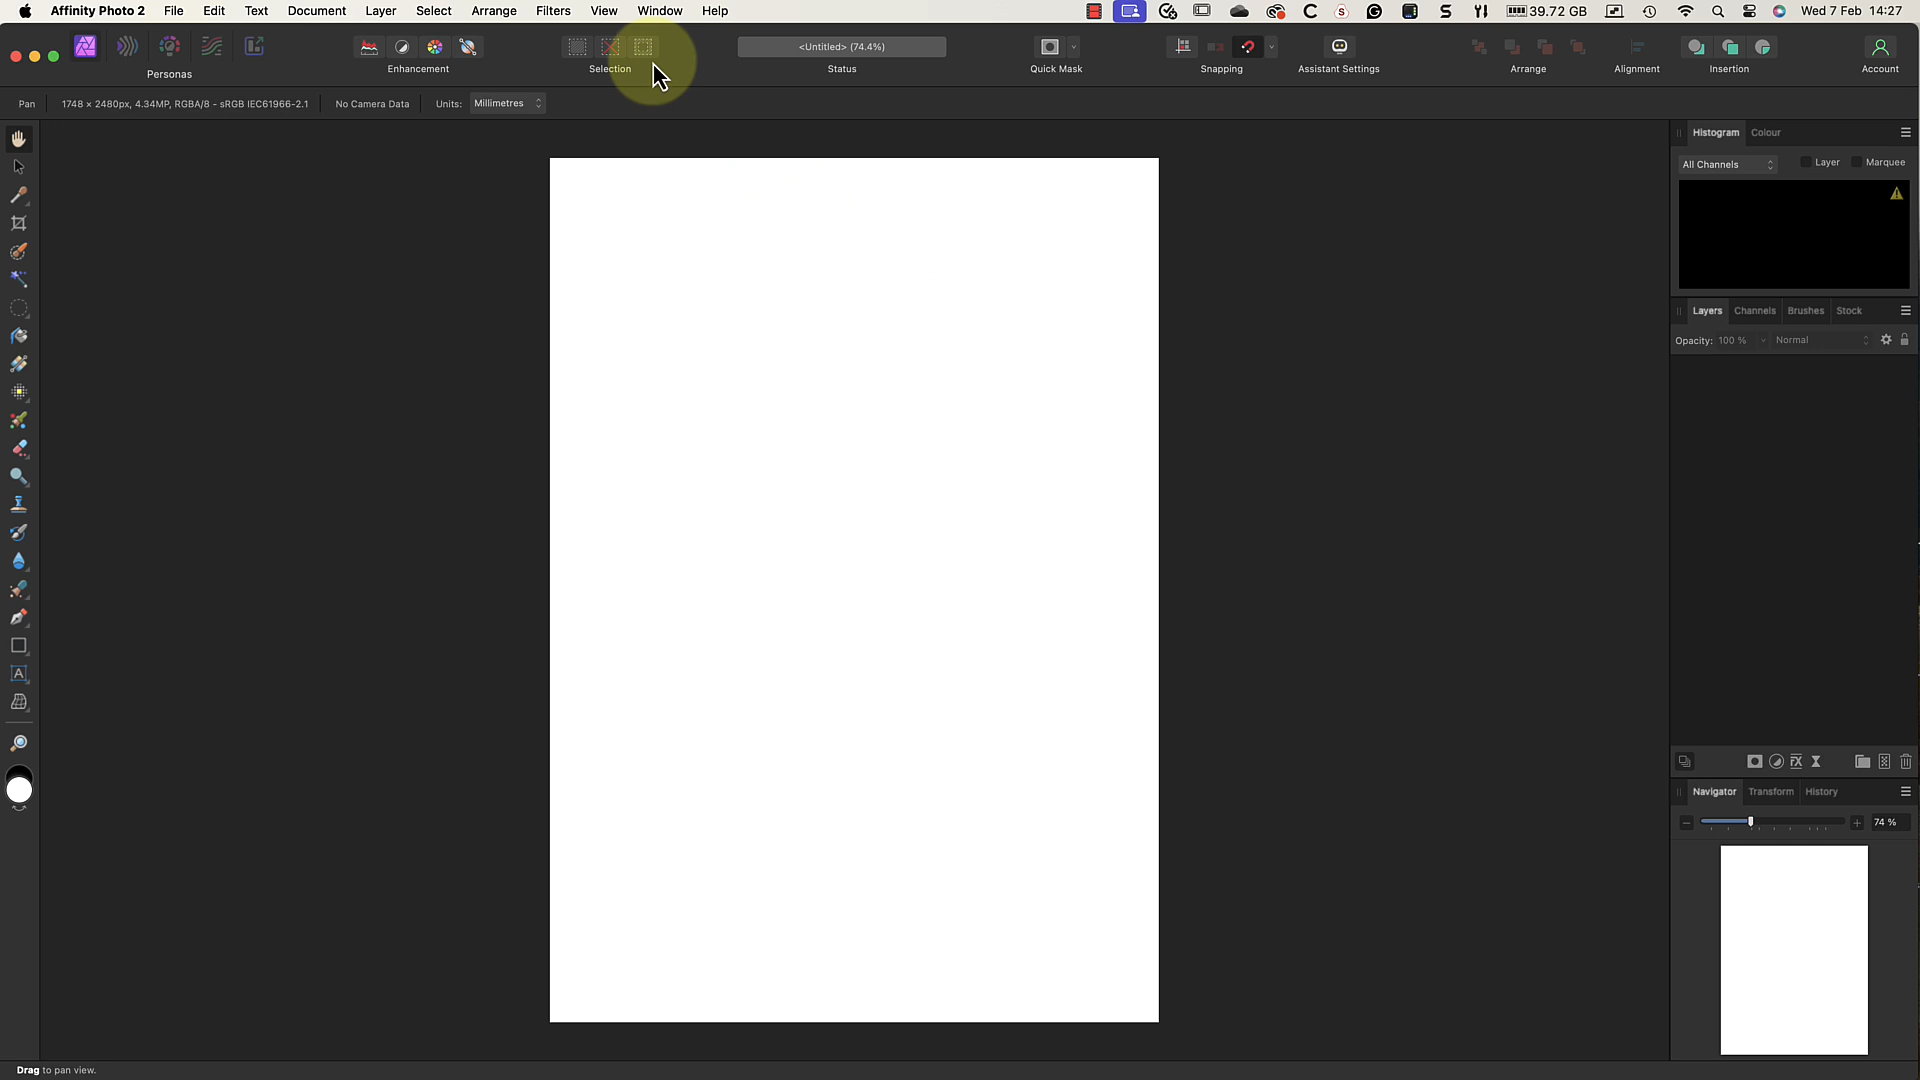 Affinity Photo 2 File Edit Text Document Layer Select Arrange Filters View Window Help 39.72 GB Wed 7 Feb 14:27
<Untitled> (74.4%)
Personas Enhancement Selection Status Quick Mask Snapping Assistant Settings Arrange Alignment Insertion Account
Pan 1748 × 2480px, 4.34MP, RGBA/8 - sRGB IEC61966-2.1 No Camera Data Units: Millimetres
Histogram Colour
All Channels Layer Marquee
Layers Channels Brushes Stock
Opacity: 100 % Normal
Navigator Transform History
74 %
Drag to pan view.